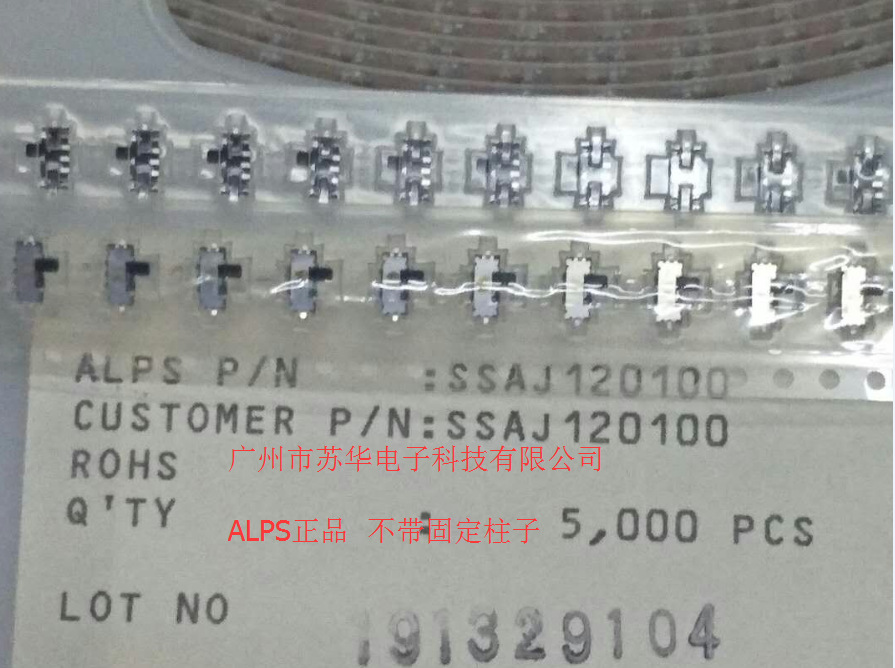 ALPS P/N :SSAJ120100
CUSTOMER P/N:SSAJ120100
ROHS
广州市苏华电子科技有限公司
Q'TY : 5,000 PCS
ALPS正品 不带固定柱子
LOT NO
191329104